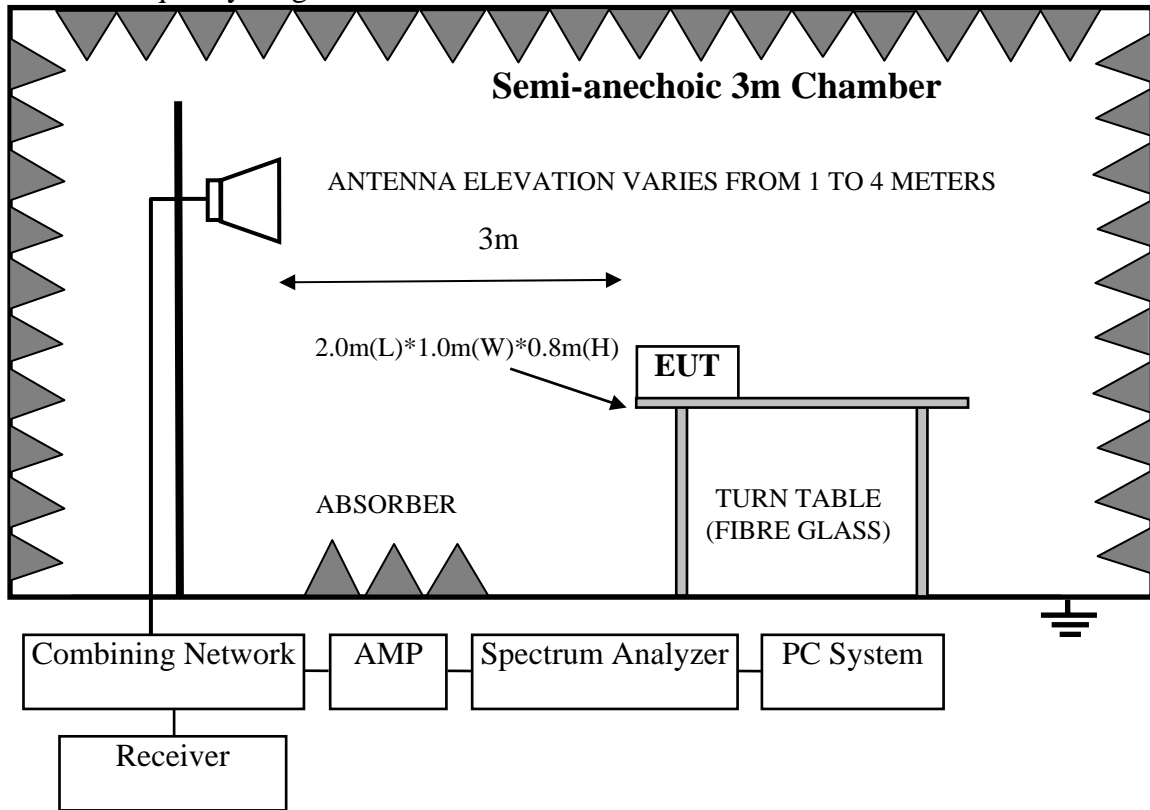 Semi-anechoic 3m Chamber
ANTENNA ELEVATION VARIES FROM 1 TO 4 METERS
3m
2.0m(L)*1.0m(W)*0.8m(H)
EUT
ABSORBER
TURN TABLE
(FIBRE GLASS)
Combining Network
AMP
Spectrum Analyzer
PC System
Receiver